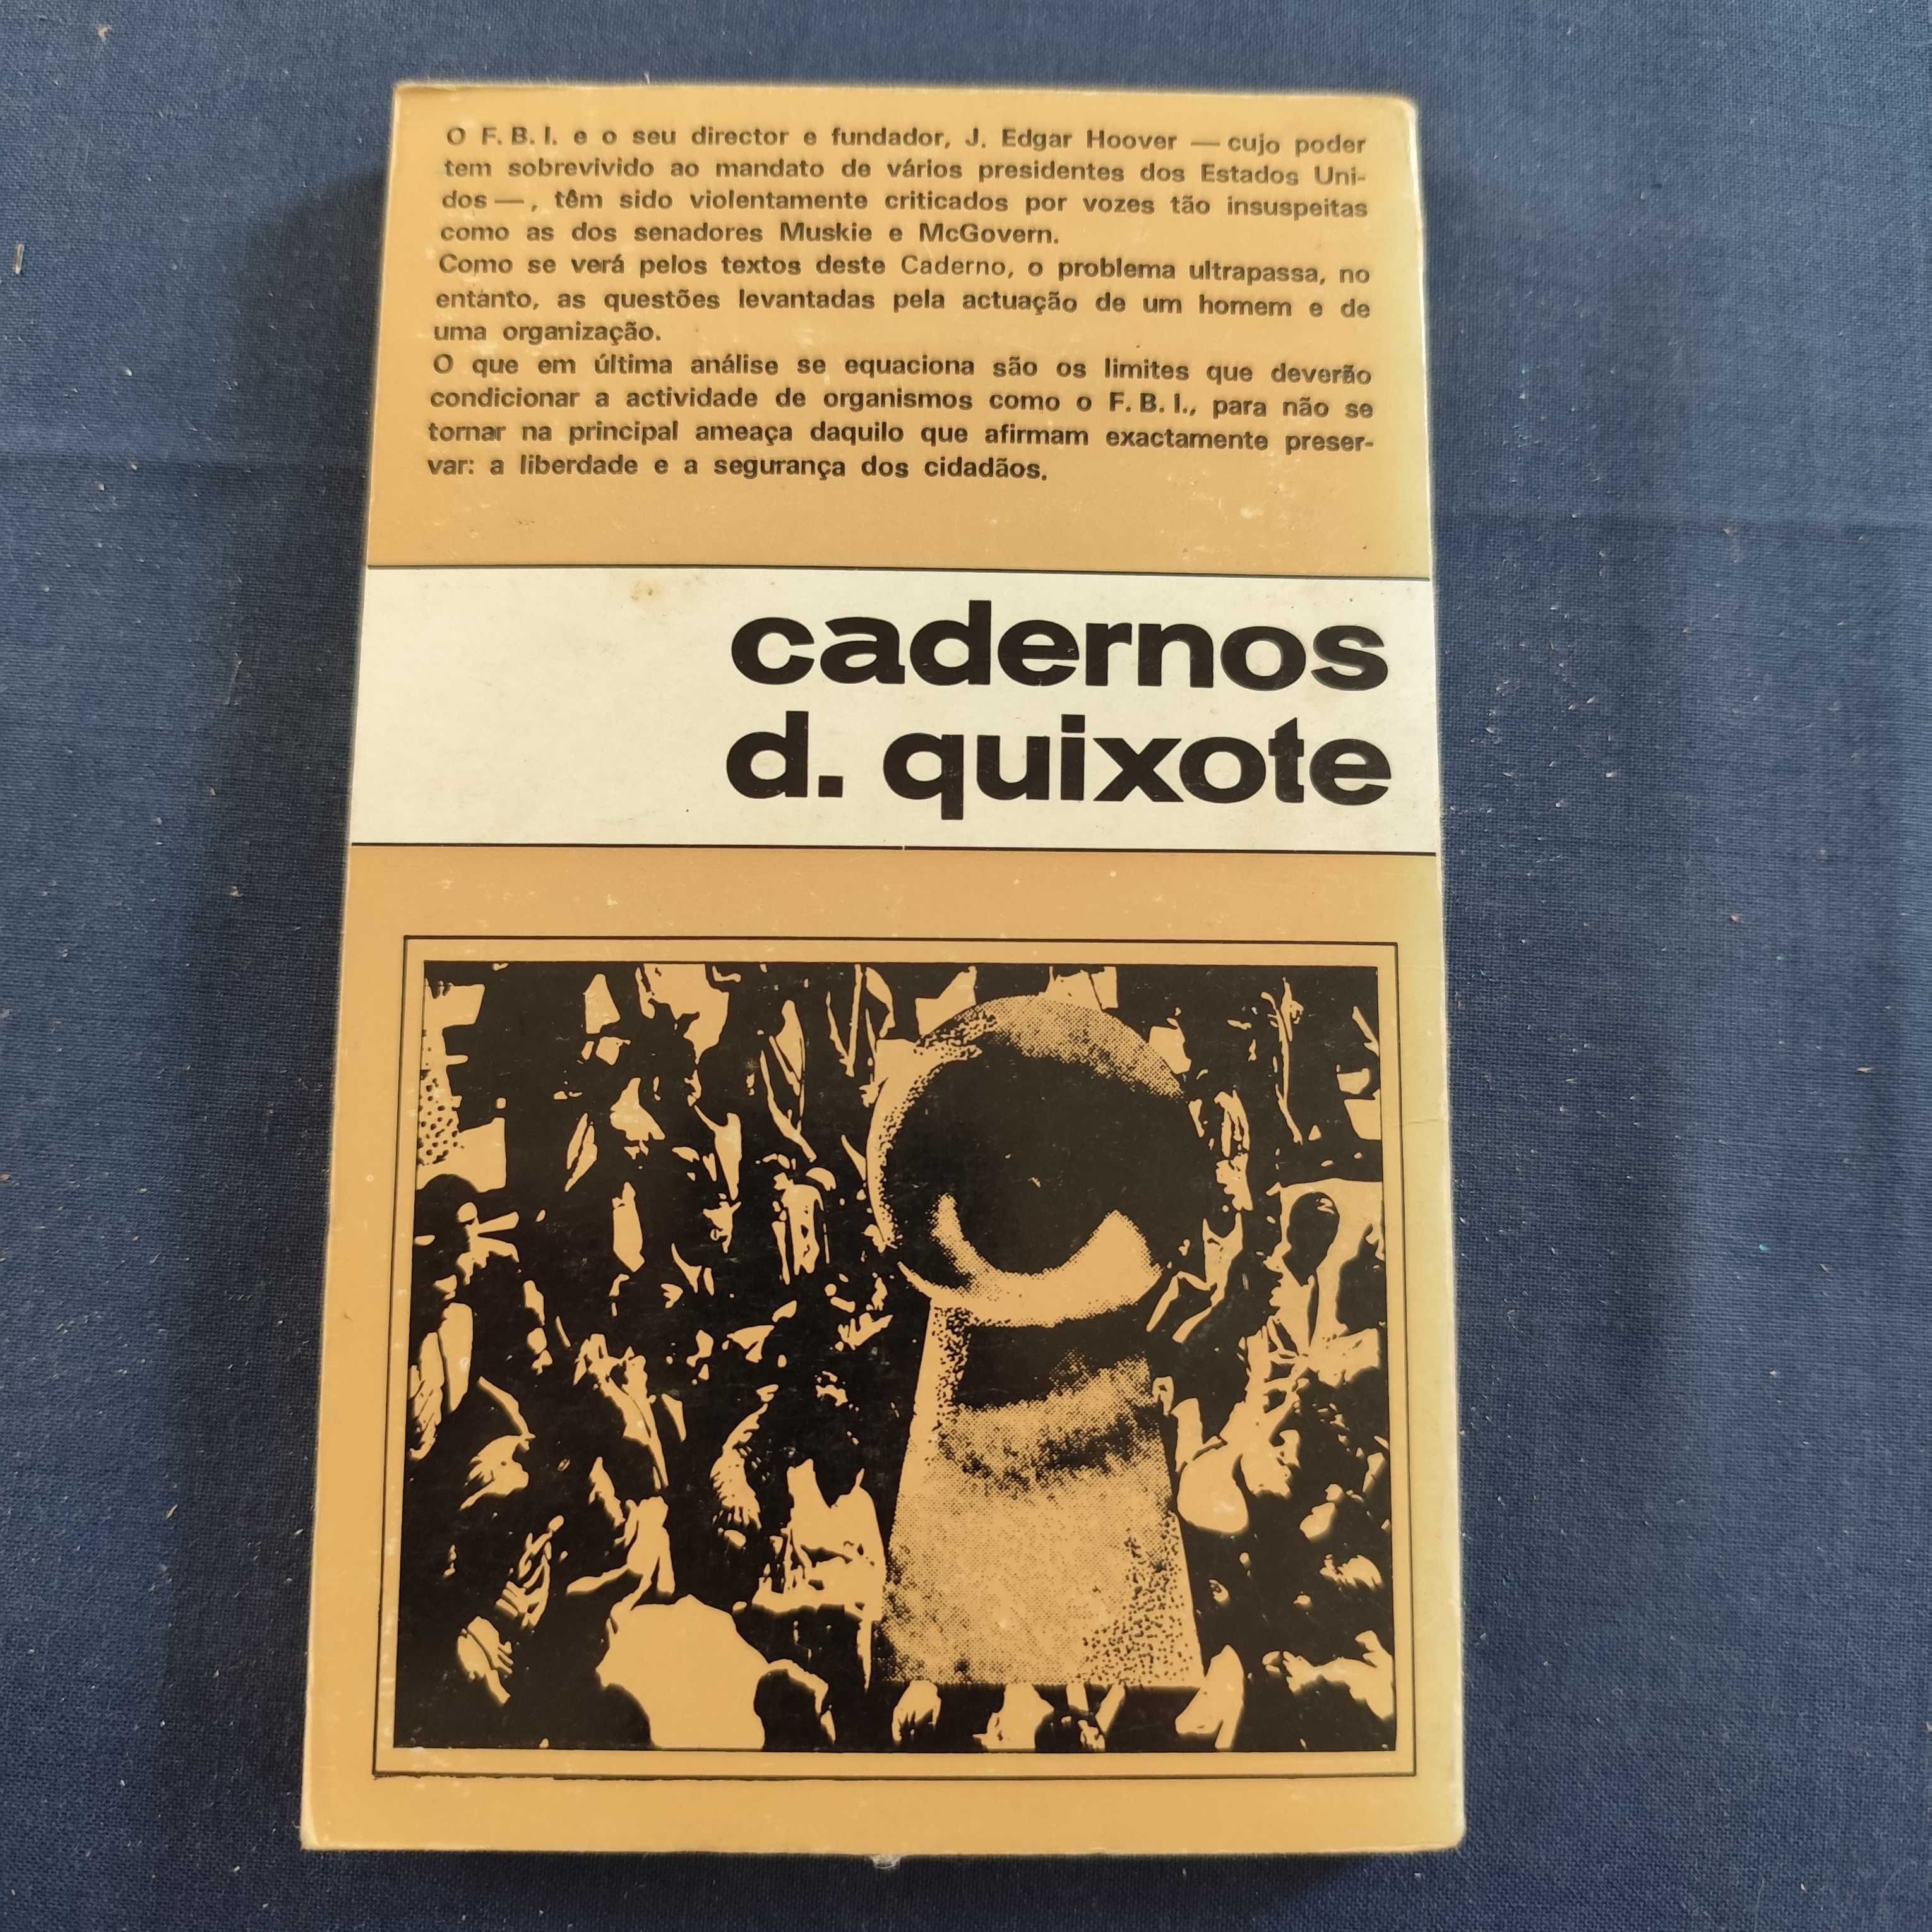 O F.B.I. e o seu director e fundador, J. Edgar Hoover — cujo poder
tem sobrevivido ao mandato de vários presidentes dos Estados Uni-
dos —, têm sido violentamente criticados por vozes tão insuspeitas
como as dos senadores Muskie e McGovern.
Como se verá pelos textos deste Caderno, o problema ultrapassa, no
entanto, as questões levantadas pela actuação de um homem e de
uma organização.
O que em última análise se equaciona são os limites que deverão
condicionar a actividade de organismos como o F.B.I., para não se
tornar na principal ameaça daquilo que afirmam exactamente preser-
var: a liberdade e a segurança dos cidadãos.
cadernos
d. quixote